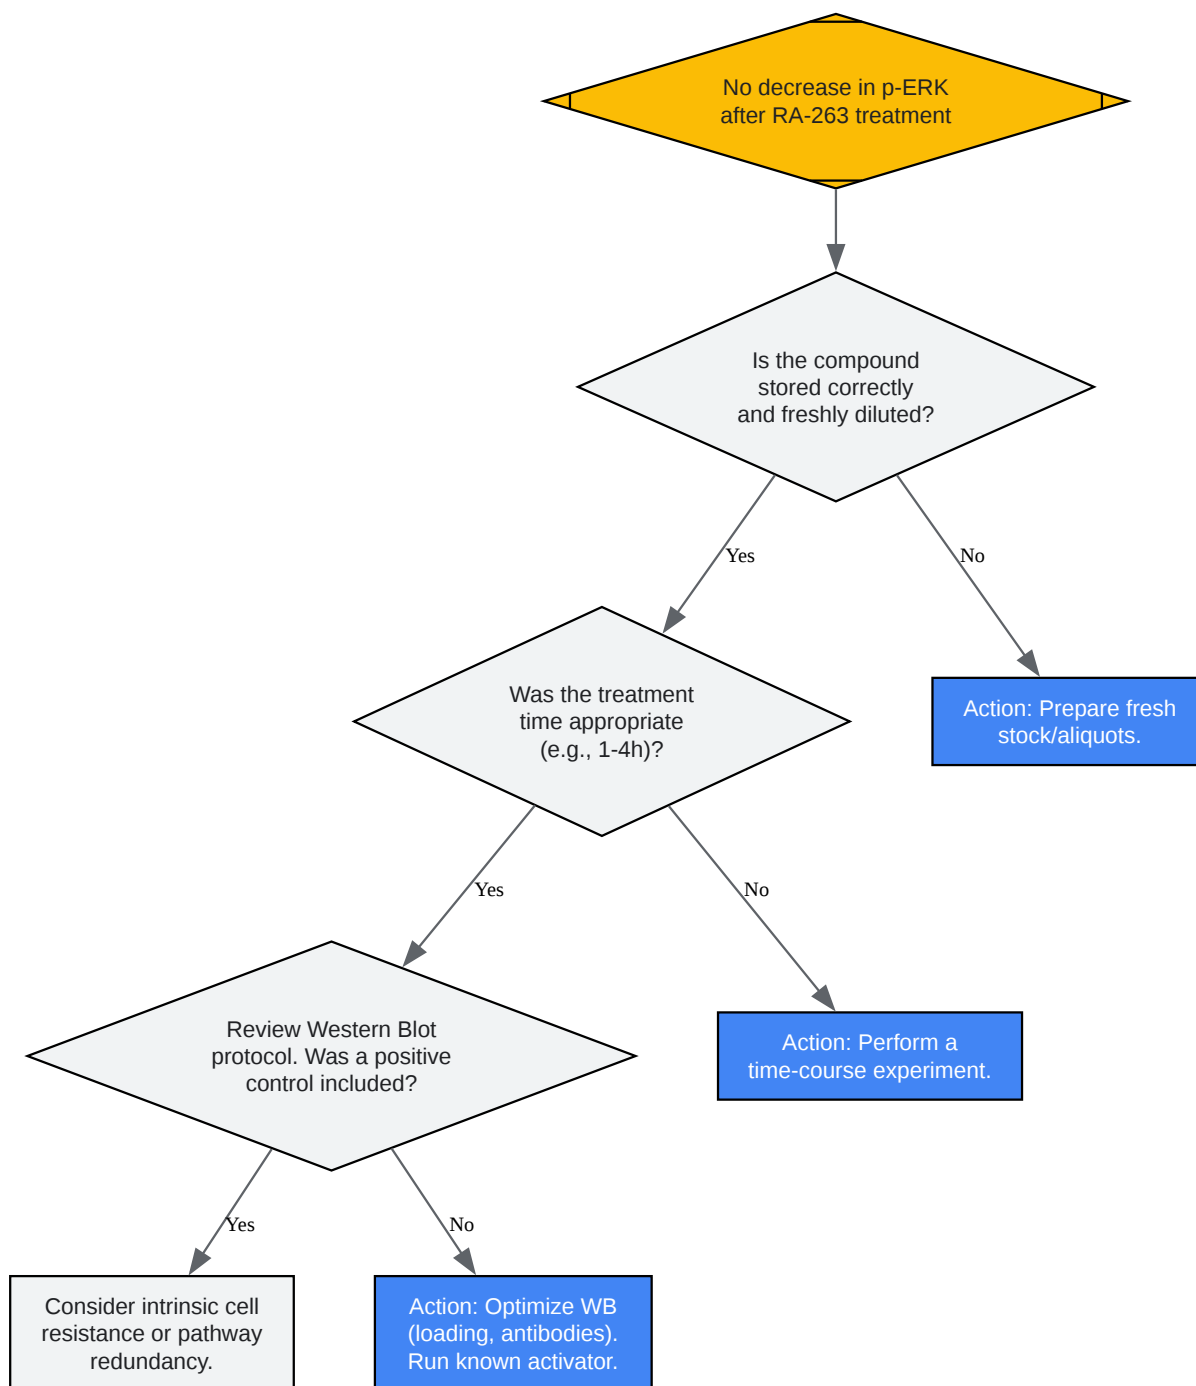 No decrease in p-ERK
after RA-263 treatment
Is the compound
stored correctly
and freshly diluted?
Yes
No
Was the treatment
time appropriate
(e.g., 1-4h)?
Action: Prepare fresh
stock/aliquots.
Yes
No
Review Western Blot
protocol. Was a positive
control included?
Action: Perform a
time-course experiment.
Yes
No
Consider intrinsic cell
resistance or pathway
redundancy.
Action: Optimize WB
(loading, antibodies).
Run known activator.